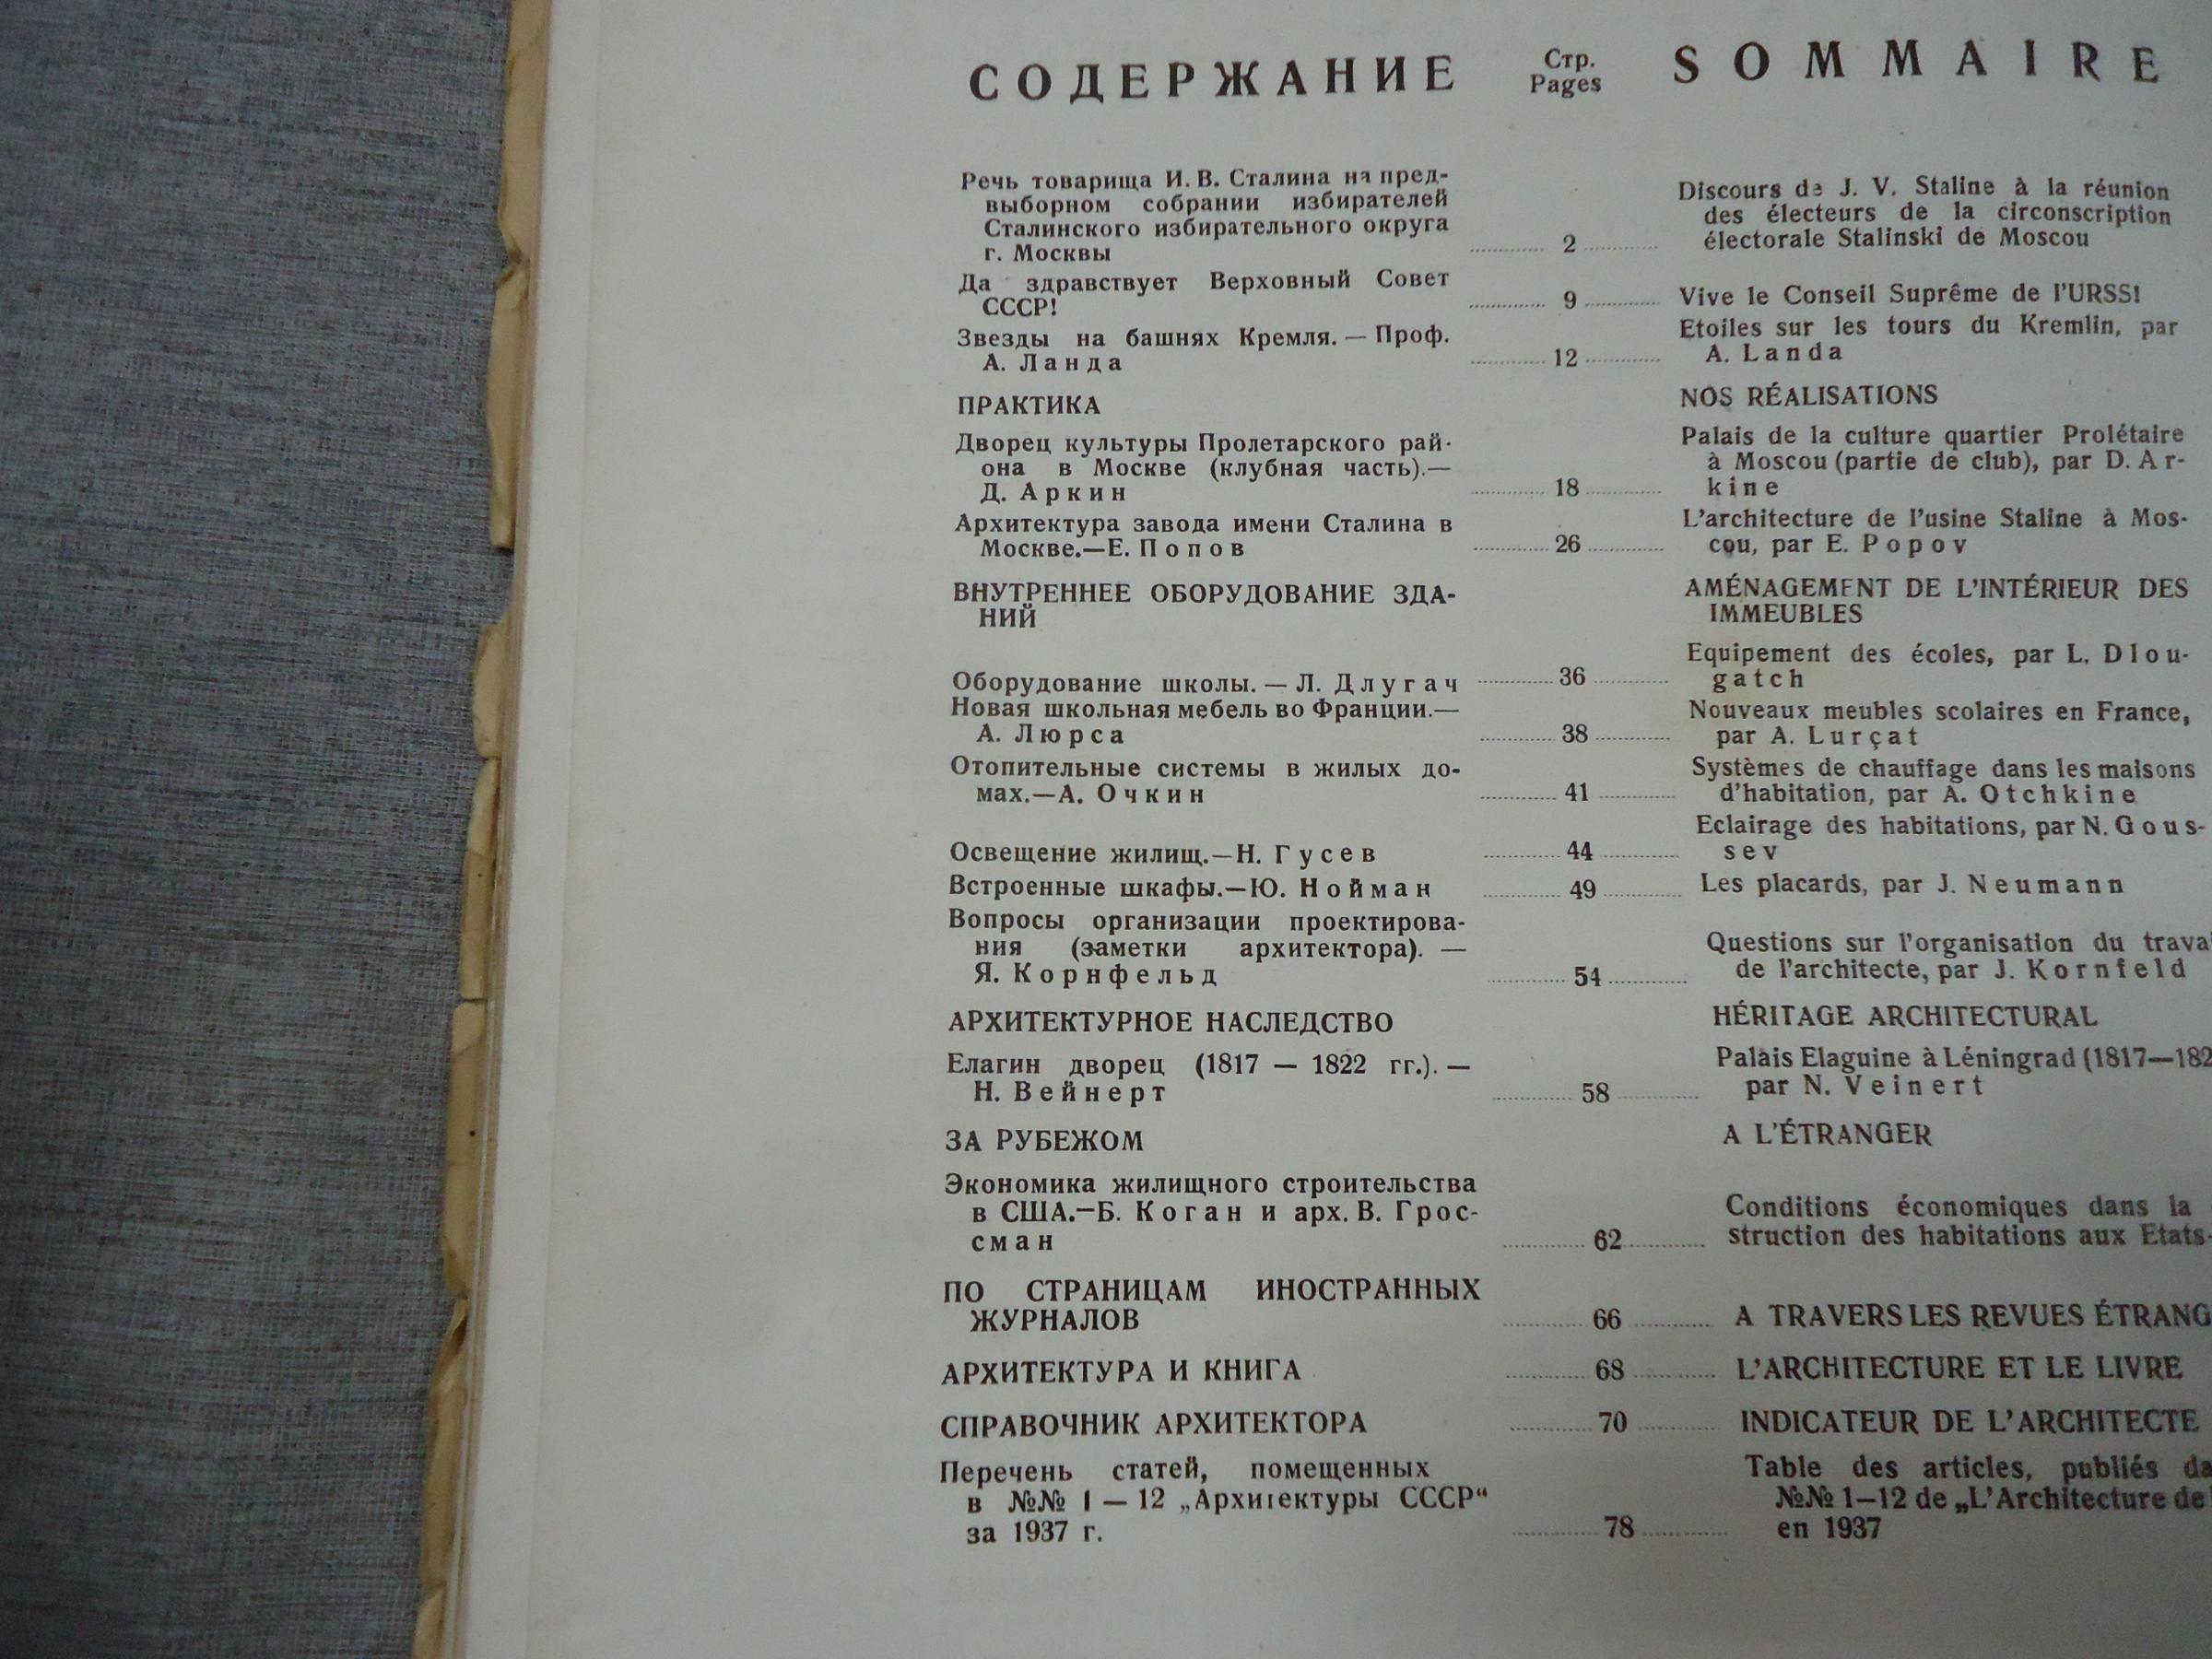 СОДЕРЖАНИЕ
Речь товарища И. В. Сталина на пред-
выборном собрании избирателей
Сталинского избирательного округа
г. Москвы
Да здравствует Верховный Совет
СССР!
Звезды на башнях Кремля. — Проф.
А. Ланда
ПРАКТИКА
Дворец культуры Пролетарского рай-
она в Москве (клубная часть).—
Д. Аркин
Архитектура завода имени Сталина в
Москве.—Е. Попов
ВНУТРЕННЕЕ ОБОРУДОВАНИЕ ЗДА-
НИЙ
Оборудование школы. — Л. Длугач
Новая школьная мебель во Франции.—
А. Люрса
Отопительные системы в жилых до-
мах.—А. Очкин
Освещение жилищ.—Н. Гусев
Встроенные шкафы.—Ю. Нойман
Вопросы организации проектирова-
ния (заметки архитектора). —
Я. Корнфельд
АРХИТЕКТУРНОЕ НАСЛЕДСТВО
Елагин дворец (1817 — 1822 гг.). —
Н. Вейнерт
ЗА РУБЕЖОМ
Экономика жилищного строительства
в США.—Б. Коган и арх. В. Грос-
сман
ПО СТРАНИЦАМ ИНОСТРАННЫХ
ЖУРНАЛОВ
АРХИТЕКТУРА И КНИГА
СПРАВОЧНИК АРХИТЕКТОРА
Перечень статей, помещенных
в №№ 1 — 12 „Архитектуры СССР“
за 1937 г.
Стр.
Pages
2
9
12
18
26
36
38
41
44
49
54
58
62
66
68
70
78
SOMMAIRE
Discours de J. V. Staline à la réunion
des électeurs de la circonscription
électorale Stalinski de Moscou
Vive le Conseil Suprême de l'URSS!
Etoiles sur les tours du Kremlin, par
A. Landa
NOS RÉALISATIONS
Palais de la culture quartier Prolétaire
à Moscou (partie de club), par D. Ar-
kine
L'architecture de l'usine Staline à Mos-
cou, par E. Popov
AMÉNAGEMENT DE L'INTÉRIEUR DES
IMMEUBLES
Equipement des écoles, par L. Dlou-
gatch
Nouveaux meubles scolaires en France,
par A. Lurçat
Systèmes de chauffage dans les maisons
d'habitation, par A. Otchkine
Eclairage des habitations, par N. Gous-
sev
Les placards, par J. Neumann
Questions sur l'organisation du
de l'architecte, par J. Kornfeld
HÉRITAGE ARCHITECTURAL
Palais Elaguine à Léningrad (1817—182
par N. Veinert
A L'ÉTRANGER
Conditions économiques dans la
struction des habitations aux Etats-
A TRAVERS LES REVUES ÉTRANG
L'ARCHITECTURE ET LE LIVRE
INDICATEUR DE L'ARCHITECTE
Table des articles, publiés da
№№ 1—12 de „L'Architecture de
en 1937